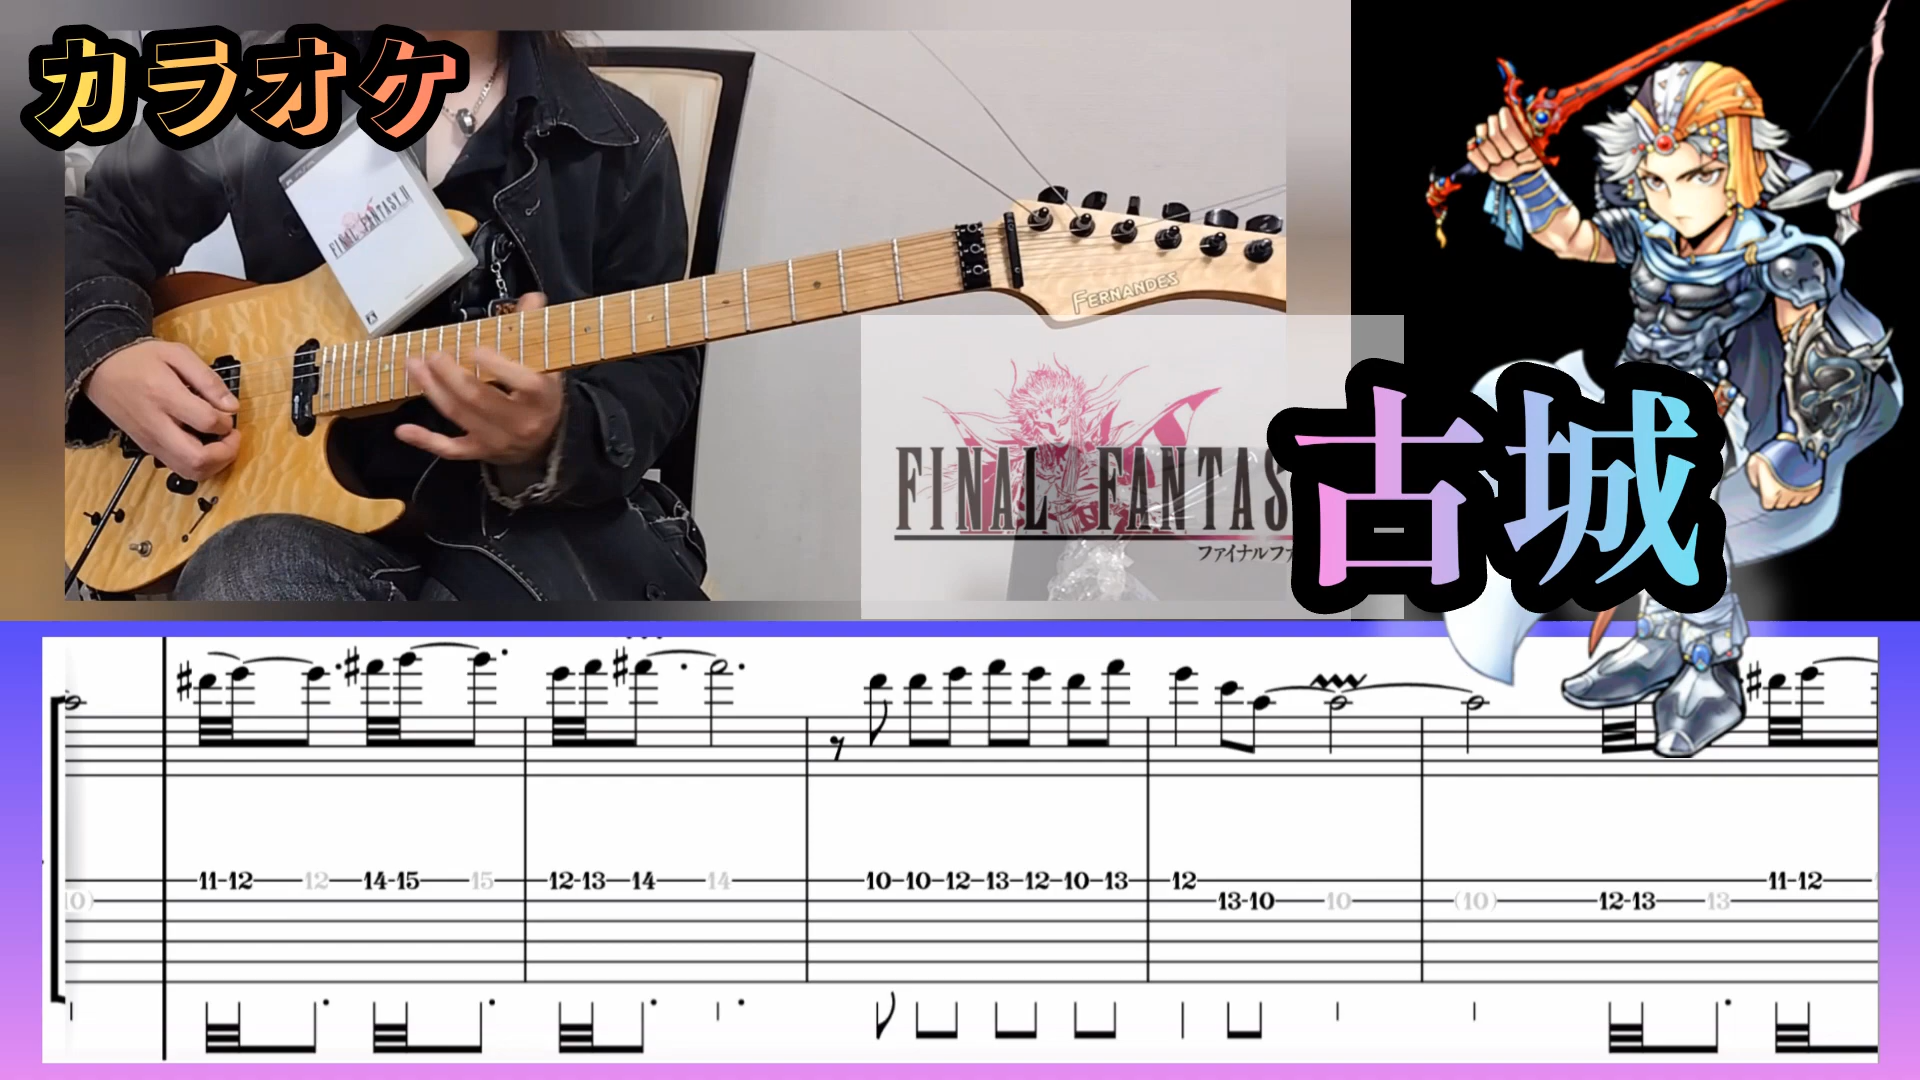 カラオケ
FINAL FANTASY II
FERNANDES
FINAL FANTAS
ファイナルファ
古城
11-12 12 14-15 15 12-13 14 14 10 10 12 13 12 10 13 12 11-12
10) 13-10 10 (10) 12-13 13